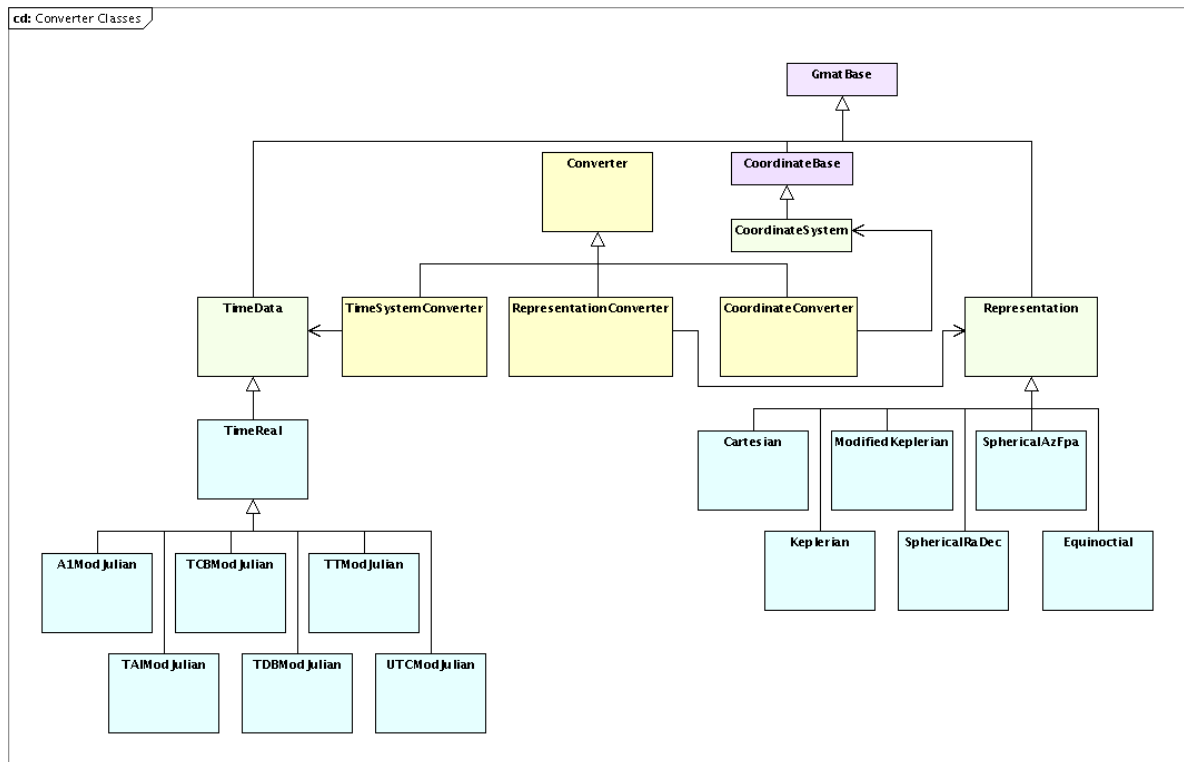 cd: Converter Classes
GmatBase
Converter
CoordinateBase
CoordinateSystem
TimeData
TimeSystemConverter
RepresentationConverter
CoordinateConverter
Representation
TimeReal
Cartesian
ModifiedKeplerian
SphericalAzFpa
Keplerian
SphericalRaDec
Equinoctial
A1ModJulian
TCBModJulian
TTModJulian
TAIModJulian
TDBModJulian
UTCModJulian